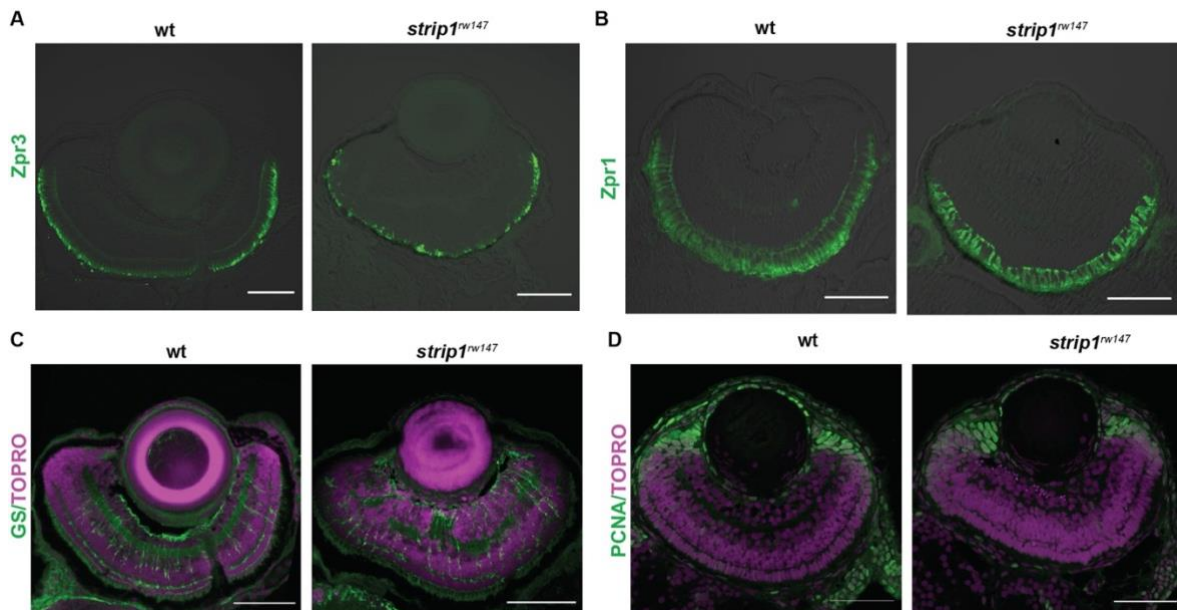 A
wt
strip1rw147
Zpr3
B
wt
strip1rw147
Zpr1
C
wt
strip1rw147
GS/TOPRO
D
wt
strip1rw147
PCNA/TOPRO